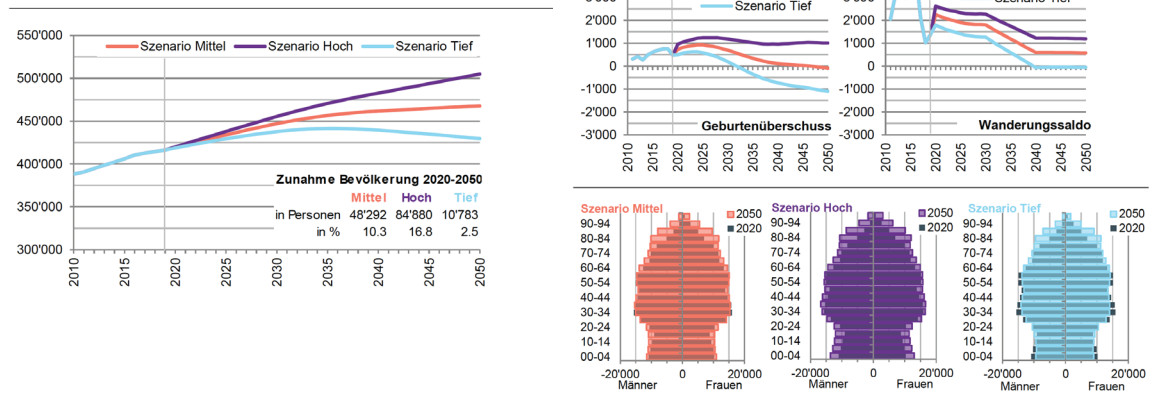 550'000
500'000
450'000
400'000
350'000
300'000
Szenario Mittel Szenario Hoch Szenario Tief
Zunahme Bevölkerung 2020-2050
Mittel Hoch Tief
in Personen 48'292 84'880 10'783
in % 10.3 16.8 2.5
2010 2015 2020 2025 2030 2035 2040 2045 2050
Szenario Tief
2'000
1'000
0
-1'000
-2'000
-3'000
Geburtenüberschuss
2010 2015 2020 2025 2030 2035 2040 2045 2050
2'000
1'000
0
-1'000
-2'000
-3'000
Wanderungssaldo
2010 2015 2020 2025 2030 2035 2040 2045 2050
Szenario Mittel
2050
2020
90-94
80-84
70-74
60-64
50-54
40-44
30-34
20-24
10-14
00-04
-20'000 0 20'000
Männer Frauen
Szenario Hoch
2050
2020
90-94
80-84
70-74
60-64
50-54
40-44
30-34
20-24
10-14
00-04
-20'000 0 20'000
Männer Frauen
Szenario Tief
2050
2020
90-94
80-84
70-74
60-64
50-54
40-44
30-34
20-24
10-14
00-04
-20'000 0 20'000
Männer Frauen